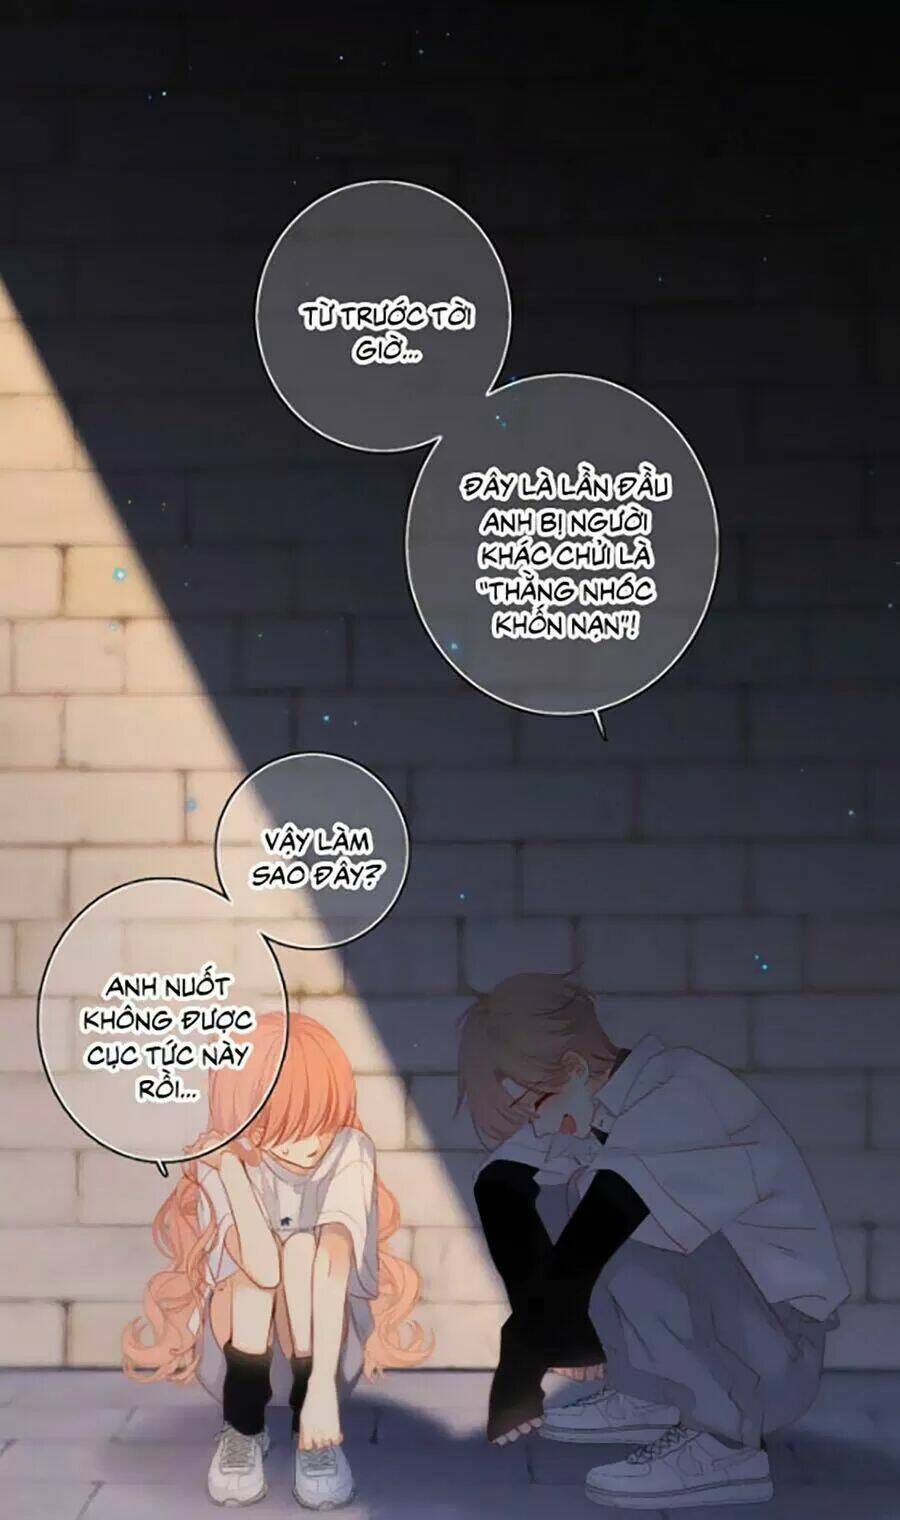 TỪ TRƯỚC TỚI
GIỜ...
ĐÂY LÀ LẦN ĐẦU
ANH BỊ NGƯỜI
KHÁC CHỬI LÀ
"THẰNG NHÓC
KHỐN NẠN"!
VẬY LÀM
SAO ĐÂY?
ANH NUỐT
KHÔNG ĐƯỢC
CỤC TỨC NÀY
RỒI...